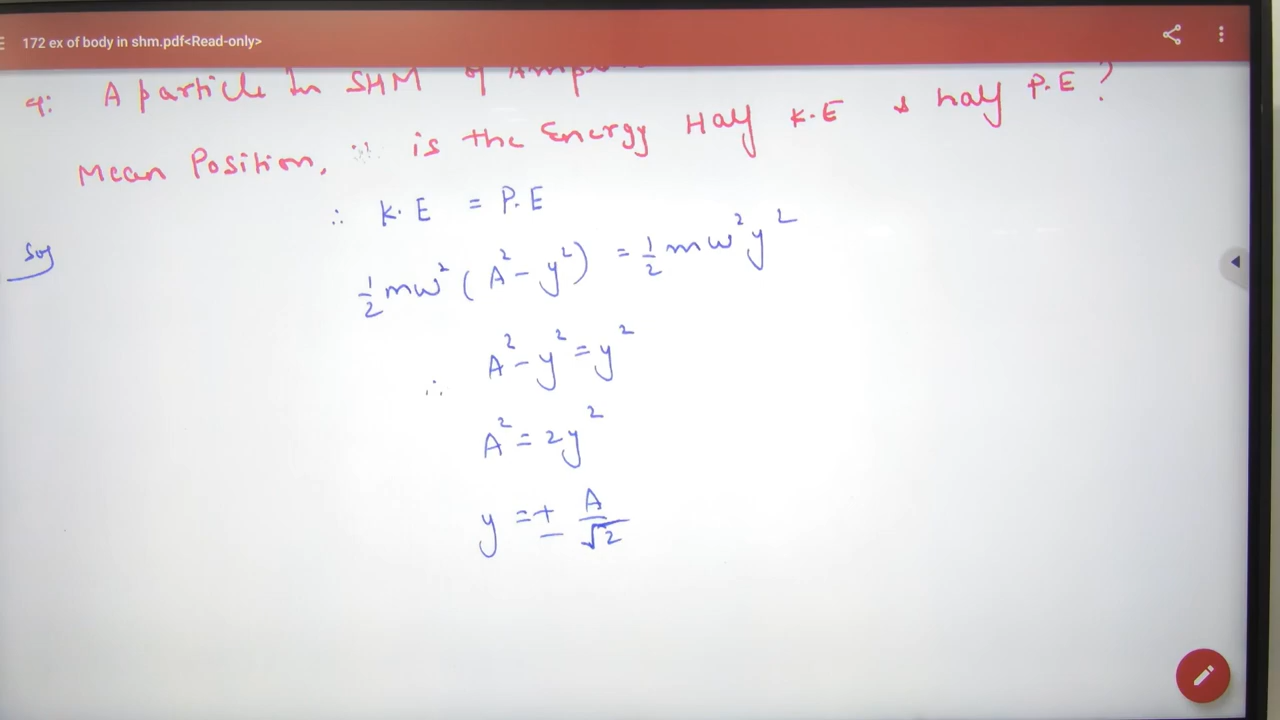 172 ex of body in shm.pdf<Read-only>
q: A particle In SHM of
Mean Position, is the Energy Half K.E & half P.E?
Sol
∴ K.E = P.E
½mω²(A² - y²) = ½mω²y²
∴ A² - y² = y²
A² = 2y²
y = ± A/√2